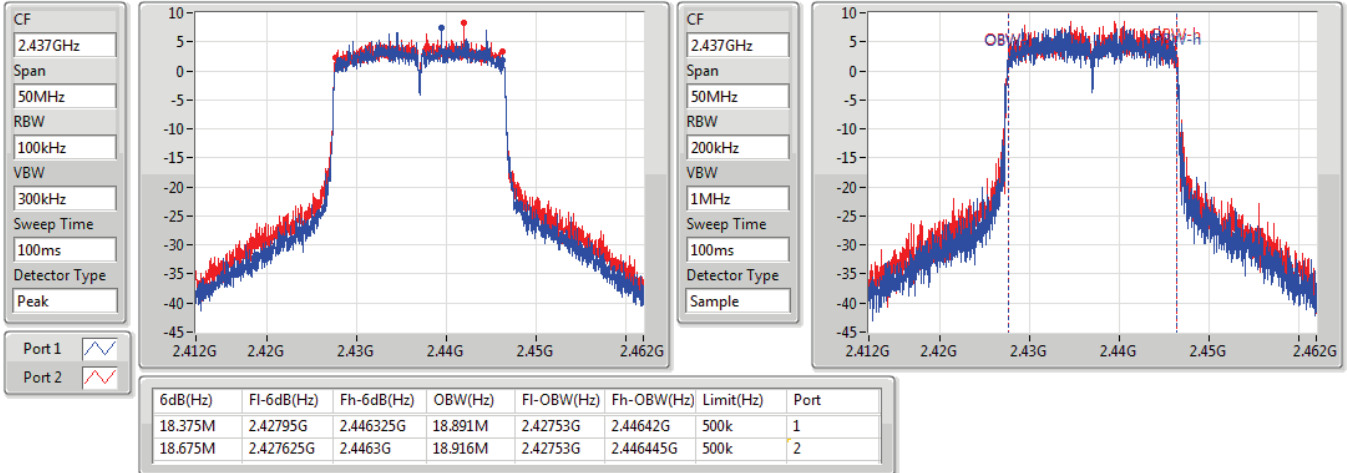 CF
2.437GHz
Span
50MHz
RBW
100kHz
VBW
300kHz
Sweep Time
100ms
Detector Type
Peak
Port 1
Port 2
10
5
0
-5
-10
-15
-20
-25
-30
-35
-40
-45
2.412G 2.42G 2.43G 2.44G 2.45G 2.462G
CF
2.437GHz
Span
50MHz
RBW
200kHz
VBW
1MHz
Sweep Time
100ms
Detector Type
Sample
10
5
0
-5
-10
-15
-20
-25
-30
-35
-40
-45
2.412G 2.42G 2.43G 2.44G 2.45G 2.462G
6dB(Hz) Fl-6dB(Hz) Fh-6dB(Hz) OBW(Hz) Fl-OBW(Hz) Fh-OBW(Hz) Limit(Hz) Port
18.375M 2.42795G 2.446325G 18.891M 2.42753G 2.44642G 500k 1
18.675M 2.427625G 2.4463G 18.916M 2.42753G 2.446445G 500k 2